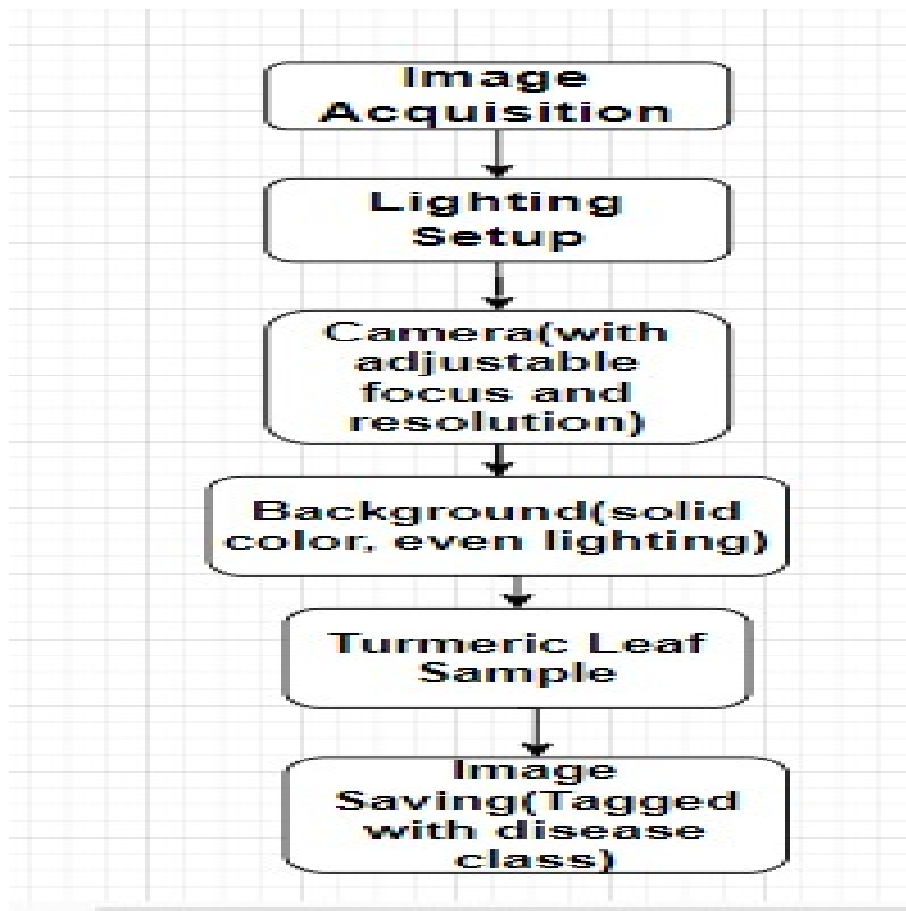 Image
Acquisition
Lighting
Setup
Camera(with
adjustable
focus and
resolution)
Background(solid
color, even lighting)
Turmeric Leaf
Sample
Image
Saving(Tagged
with disease
class)